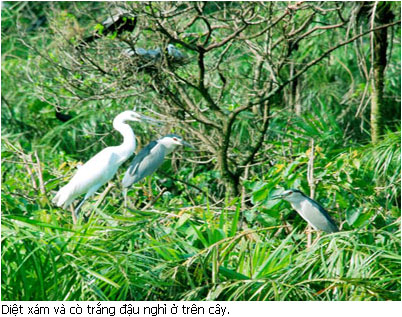 Diệt xám và cò trắng đậu nghỉ ở trên cây.